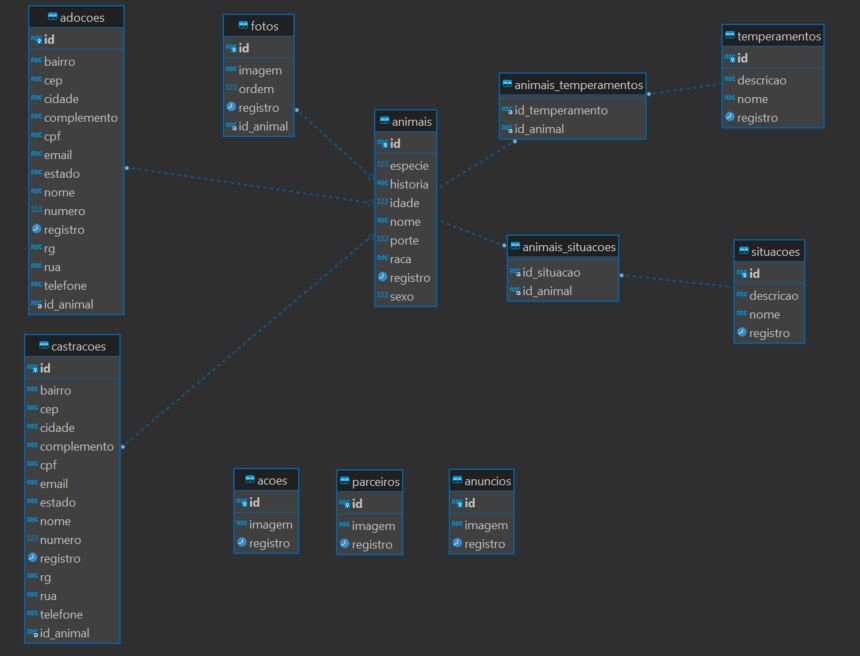 adocoes
id
bairro
cep
cidade
complemento
cpf
email
estado
nome
numero
registro
rg
rua
telefone
id_animal
fotos
id
imagem
ordem
registro
id_animal
animais
id
especie
historia
idade
nome
porte
raca
registro
sexo
animais_temperamentos
id_temperamento
id_animal
temperamentos
id
descricao
nome
registro
animais_situacoes
id_situacao
id_animal
situacoes
id
descricao
nome
registro
castracoes
id
bairro
cep
cidade
complemento
cpf
email
estado
nome
numero
registro
rg
rua
telefone
id_animal
acoes
id
imagem
registro
parceiros
id
imagem
registro
anuncios
id
imagem
registro